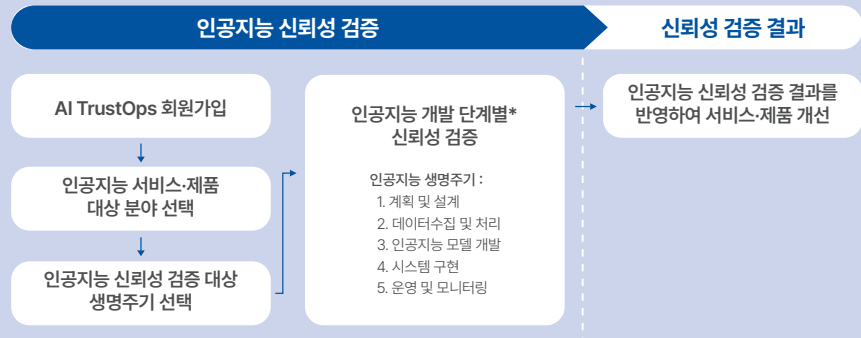 인공지능 신뢰성 검증
신뢰성 검증 결과
AI TrustOps 회원가입
인공지능 서비스·제품
대상 분야 선택
인공지능 신뢰성 검증 대상
생명주기 선택
인공지능 개발 단계별*
신뢰성 검증
인공지능 생명주기 :
1. 계획 및 설계
2. 데이터수집 및 처리
3. 인공지능 모델 개발
4. 시스템 구현
5. 운영 및 모니터링
인공지능 신뢰성 검증 결과를
반영하여 서비스·제품 개선